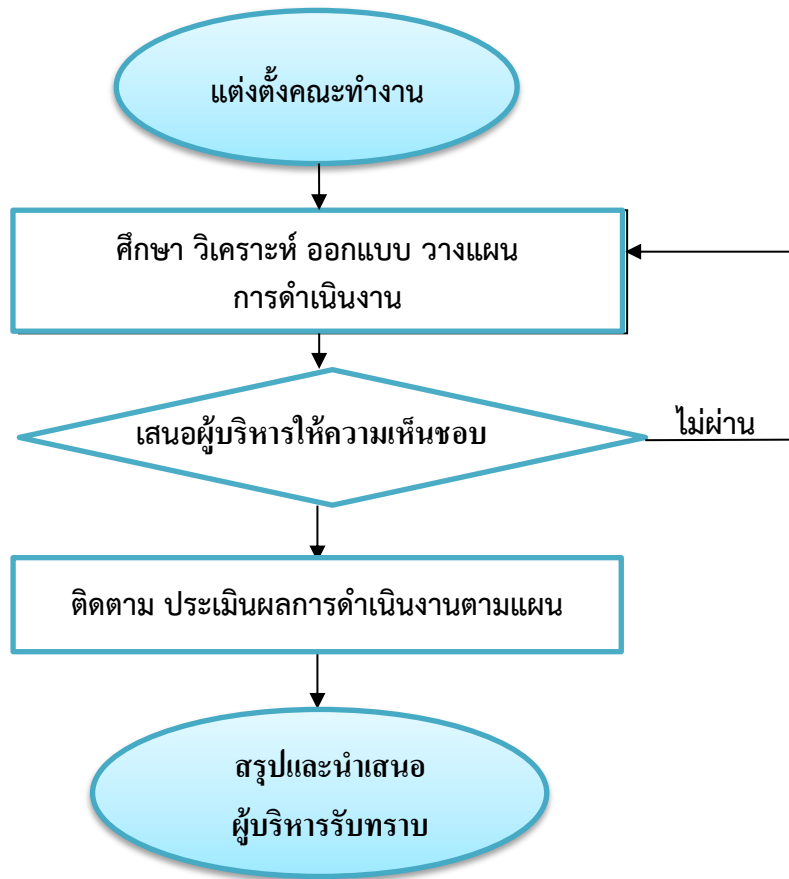 แต่งตั้งคณะทำงาน
ศึกษา วิเคราะห์ ออกแบบ วางแผน
การดำเนินงาน
เสนอผู้บริหารให้ความเห็นชอบ
ไม่ผ่าน
ติดตาม ประเมินผลการดำเนินงานตามแผน
สรุปและนำเสนอ
ผู้บริหารรับทราบ